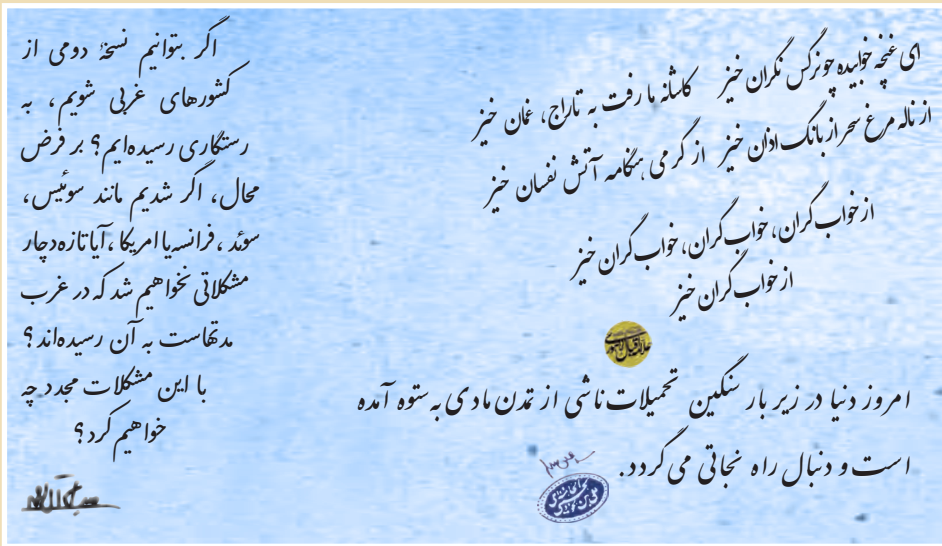 ای غنچه خوابیده چو نرگس نگران خیز کاشانه ما رفت به تاراج، غمان خیز
از ناله مرغ سحر از بانگ اذان خیز از گرمی هنگامه آتش نفسان خیز
از خواب گران، خواب گران، خواب گران خیز
از خواب گران خیز
امروز دنیا در زیر بار سنگین تحمیلات ناشی از تمدن مادی به ستوه آمده
است و دنبال راه نجاتی می گردد.
اگر بتوانیم نسخهٔ دومی از
کشورهای غربی شویم، به
رستگاری رسیده‌ایم؟ بر فرض
محال، اگر شدیم مانند سوئیس،
سوئد، فرانسه یا امریکا، آیا تازه دچار
مشکلاتی نخواهیم شد که در غرب
مدتهاست به آن رسیده‌اند؟
با این مشکلات مجدد چه
خواهیم کرد؟